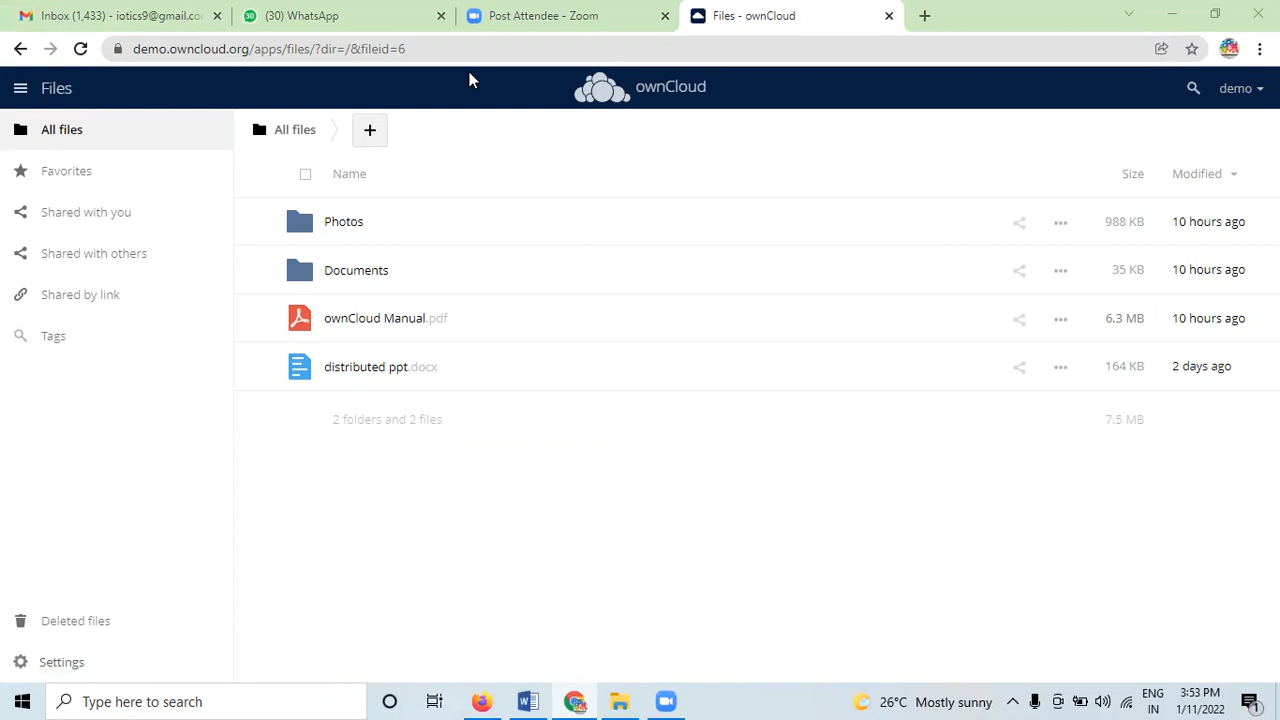 Inbox (1,433) - iotics9@gmail.co
30 (30) WhatsApp
Post Attendee - Zoom
Files - ownCloud
demo.owncloud.org/apps/files/?dir=/&fileid=6
Files
ownCloud
demo
All files
All files
+
Favorites
Name
Size
Modified
Shared with you
Photos
988 KB
10 hours ago
Shared with others
Documents
35 KB
10 hours ago
Shared by link
ownCloud Manual.pdf
6.3 MB
10 hours ago
Tags
distributed ppt.docx
164 KB
2 days ago
2 folders and 2 files
7.5 MB
Deleted files
Settings
Type here to search
26°C Mostly sunny
ENG
IN
3:53 PM
1/11/2022
1